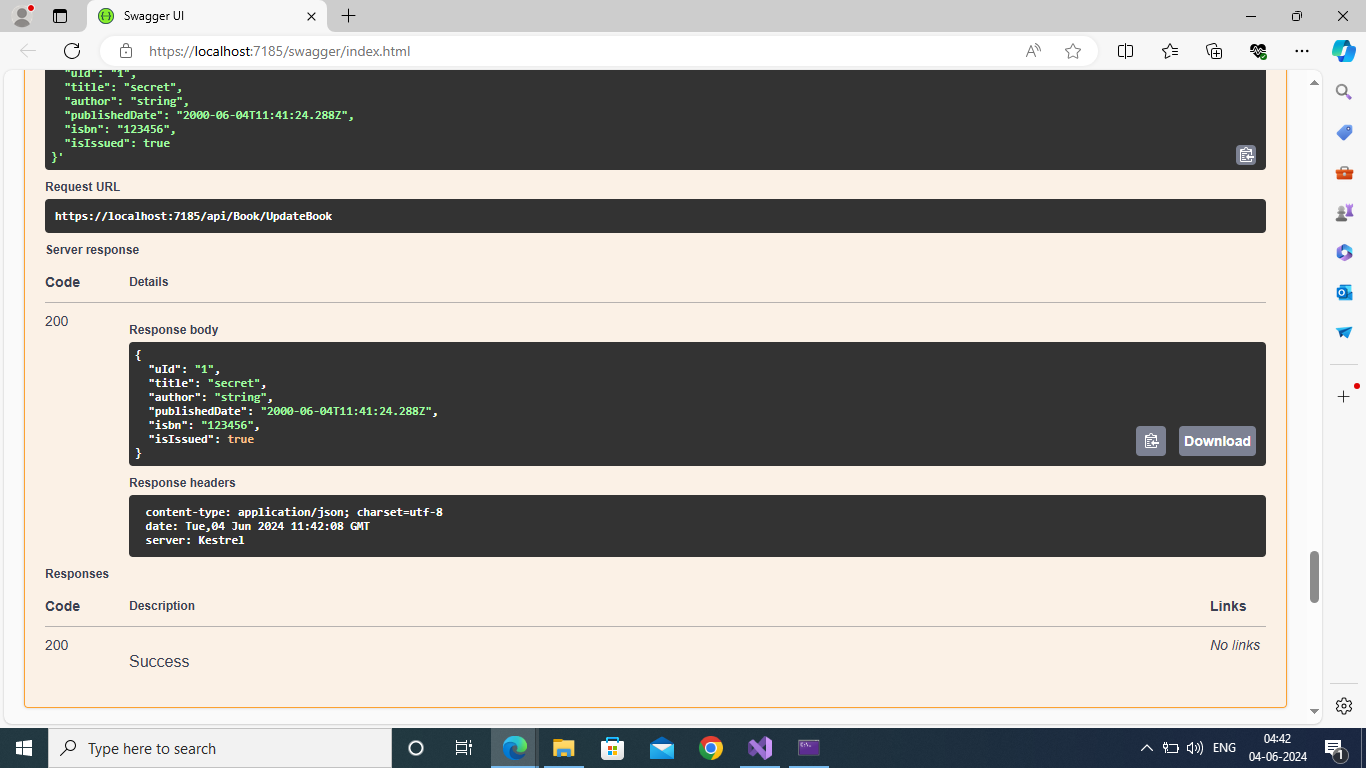 Swagger UI
https://localhost:7185/swagger/index.html
"uId": "1",
"title": "secret",
"author": "string",
"publishedDate": "2000-06-04T11:41:24.288Z",
"isbn": "123456",
"isIssued": true
}'
Request URL
https://localhost:7185/api/Book/UpdateBook
Server response
Code Details
200
Response body
{
"uId": "1",
"title": "secret",
"author": "string",
"publishedDate": "2000-06-04T11:41:24.288Z",
"isbn": "123456",
"isIssued": true
}
Download
Response headers
content-type: application/json; charset=utf-8
date: Tue,04 Jun 2024 11:42:08 GMT
server: Kestrel
Responses
Code Description Links
200 No links
Success
Type here to search
ENG
04:42
04-06-2024
1